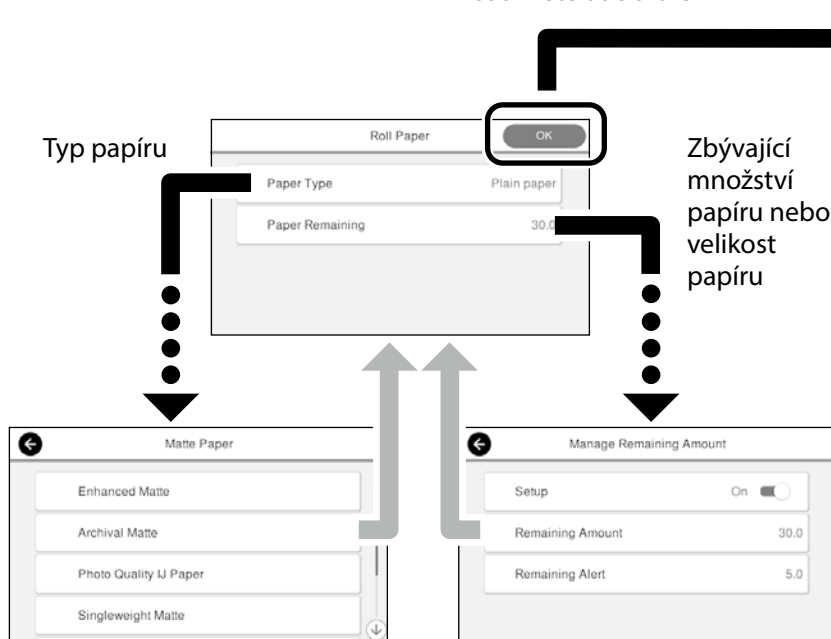 Roll Paper
OK
Typ papíru
Paper Type
Plain paper
Paper Remaining
30.0
Zbývající
množství
papíru nebo
velikost
papíru
Matte Paper
Enhanced Matte
Archival Matte
Photo Quality IJ Paper
Singleweight Matte
Manage Remaining Amount
Setup
On
Remaining Amount
30.0
Remaining Alert
5.0